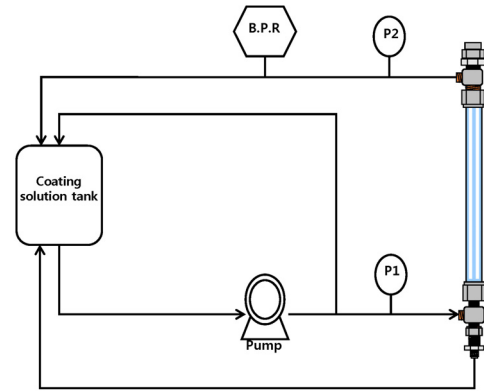 B.P.R
P2
Coating
solution tank
P1
Pump